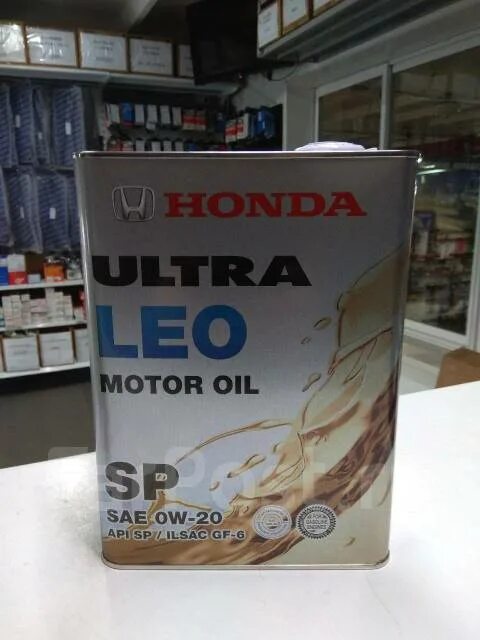 HONDA
ULTRA
LEO
MOTOR OIL
SP
SAE 0W-20
API SP / ILSAC GF-6